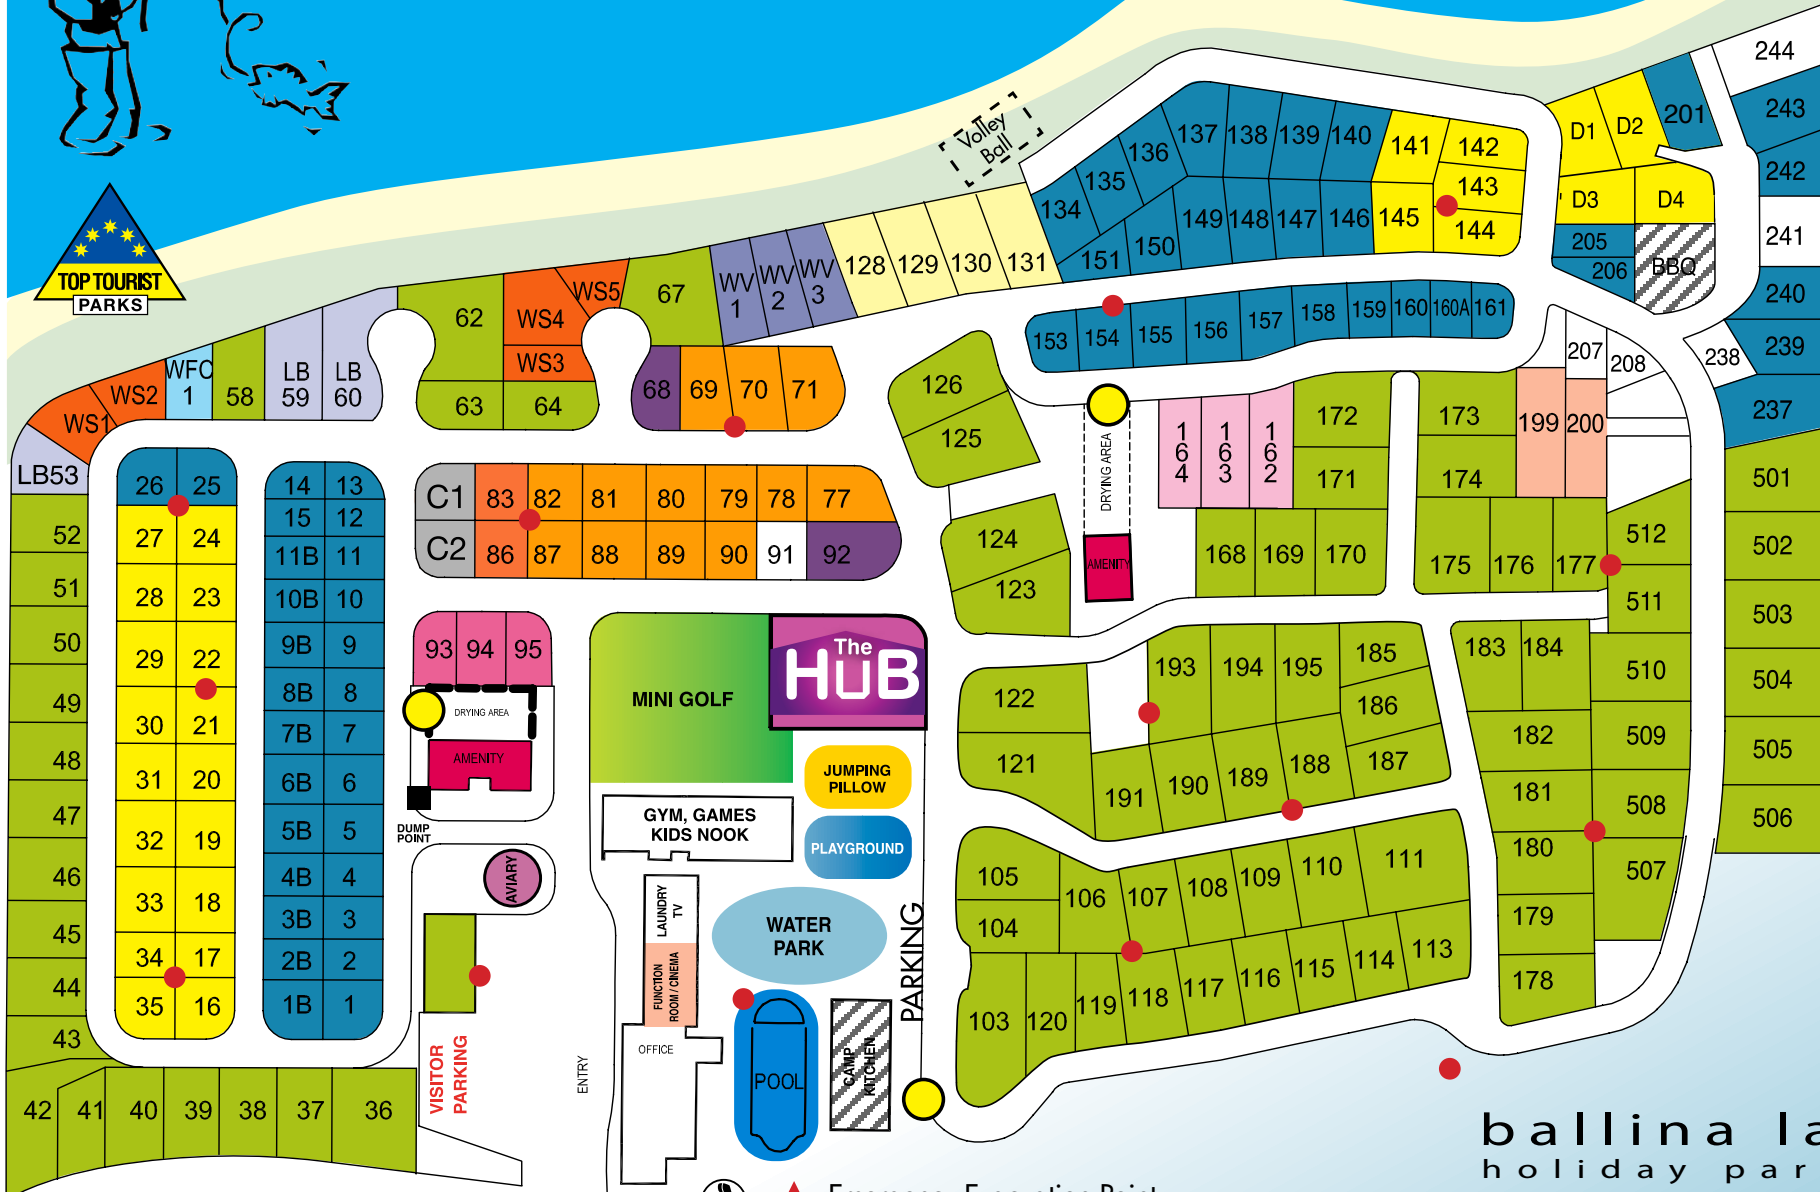 TOP TOURIST
PARKS
Volley
Ball
244
243
242
241
240
239
238
237
201
D1
D2
D3
D4
205
206
BBQ
207
208
137
138
139
140
141
142
136
143
135
145
144
134
149
148
147
146
150
151
128
129
130
131
WV
1
WV
2
WV
3
67
WS5
WS4
WS3
62
63
64
68
69
70
71
LB
59
LB
60
58
WFC
1
WS2
WS1
LB53
153
154
155
156
157
158
159
160
160A
161
126
125
124
123
DRYING AREA
AMENITY
164
163
162
172
171
173
174
199
200
168
169
170
175
176
177
512
511
510
509
508
507
501
502
503
504
505
506
52
51
50
49
48
47
46
45
44
43
42
41
40
39
38
37
36
26
25
27
24
28
23
29
22
30
21
31
20
32
19
33
18
34
17
35
16
14
13
15
12
11B
11
10B
10
9B
9
8B
8
7B
7
6B
6
5B
5
4B
4
3B
3
2B
2
1B
1
C1
83
82
81
80
79
78
77
C2
86
87
88
89
90
91
92
93
94
95
DRYING AREA
AMENITY
DUMP
POINT
AVIARY
VISITOR
PARKING
ENTRY
MINI GOLF
The
HuB
JUMPING
PILLOW
GYM, GAMES
KIDS NOOK
PLAYGROUND
LAUNDRY
TV
WATER
PARK
FUNCTION
ROOM / CINEMA
OFFICE
POOL
CAMP
KITCHEN
PARKING
122
121
193
194
195
185
186
187
191
190
189
188
183
184
182
181
180
179
178
105
104
106
107
108
109
110
111
103
120
119
118
117
116
115
114
113
ballina la
holiday par
Emergency Evacuation Point